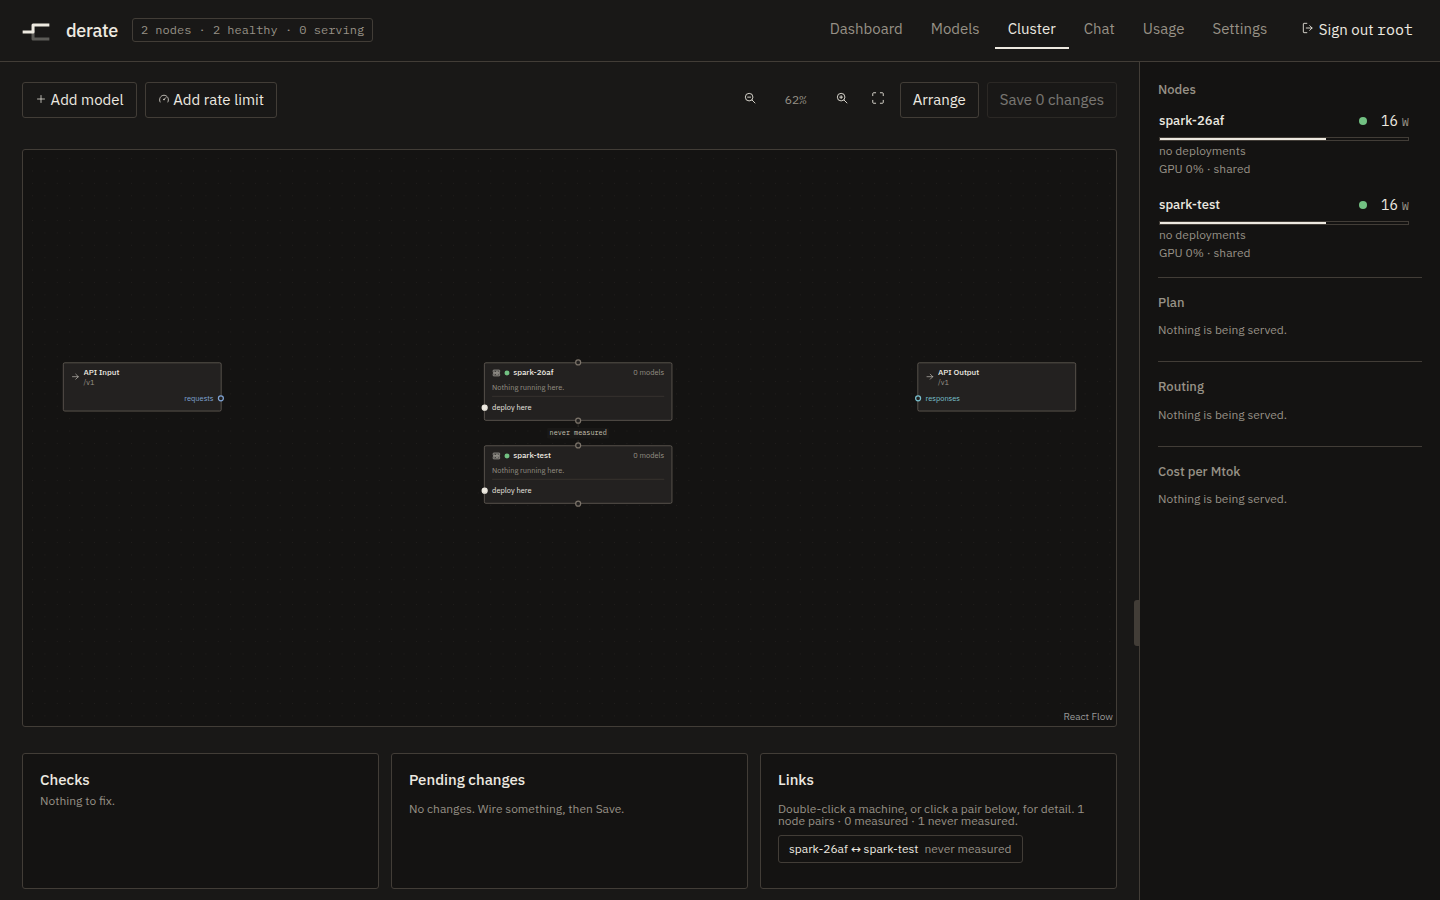 derate
2 nodes · 2 healthy · 0 serving
Dashboard
Models
Cluster
Chat
Usage
Settings
Sign out root
+ Add model
Add rate limit
62%
Arrange
Save 0 changes
API Input
/v1
requests
spark-26af
0 models
Nothing running here.
deploy here
never measured
spark-test
0 models
Nothing running here.
deploy here
API Output
/v1
responses
React Flow
Checks
Nothing to fix.
Pending changes
No changes. Wire something, then Save.
Links
Double-click a machine, or click a pair below, for detail. 1
node pairs · 0 measured · 1 never measured.
spark-26af ↔ spark-test never measured
Nodes
spark-26af
16 W
no deployments
GPU 0% · shared
spark-test
16 W
no deployments
GPU 0% · shared
Plan
Nothing is being served.
Routing
Nothing is being served.
Cost per Mtok
Nothing is being served.